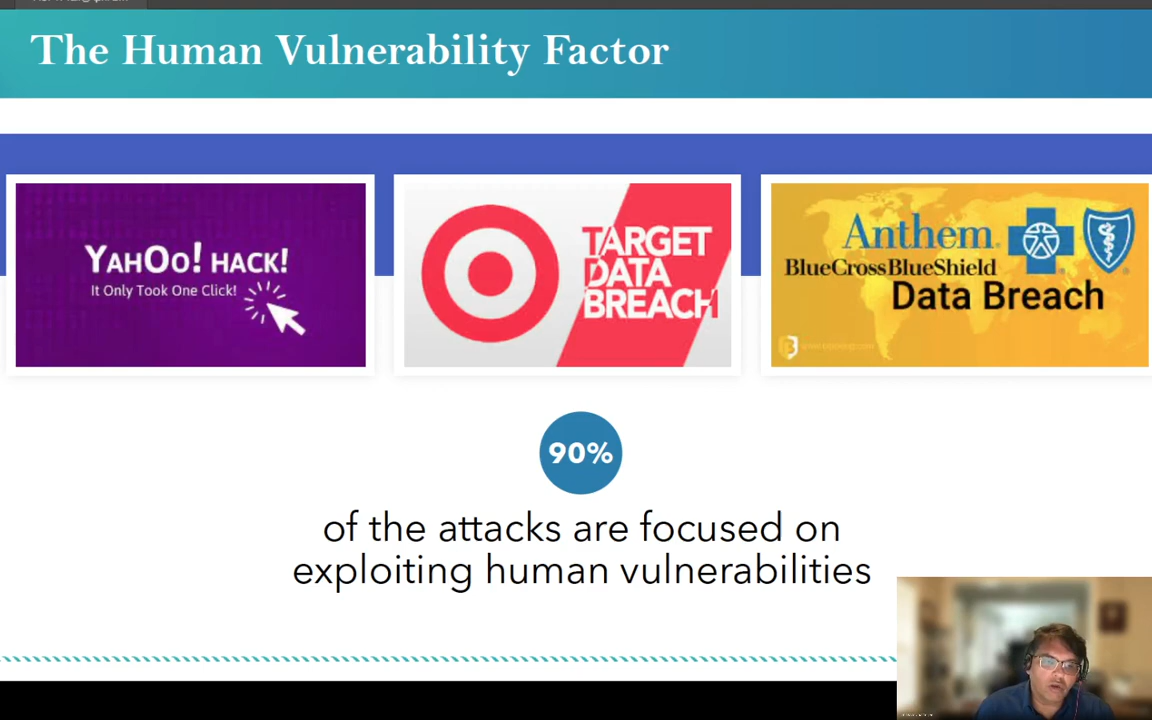 The Human Vulnerability Factor
YAHOO! HACK!
It Only Took One Click!
TARGET
DATA
BREACH
Anthem
BlueCrossBlueShield
Data Breach
90%
of the attacks are focused on
exploiting human vulnerabilities